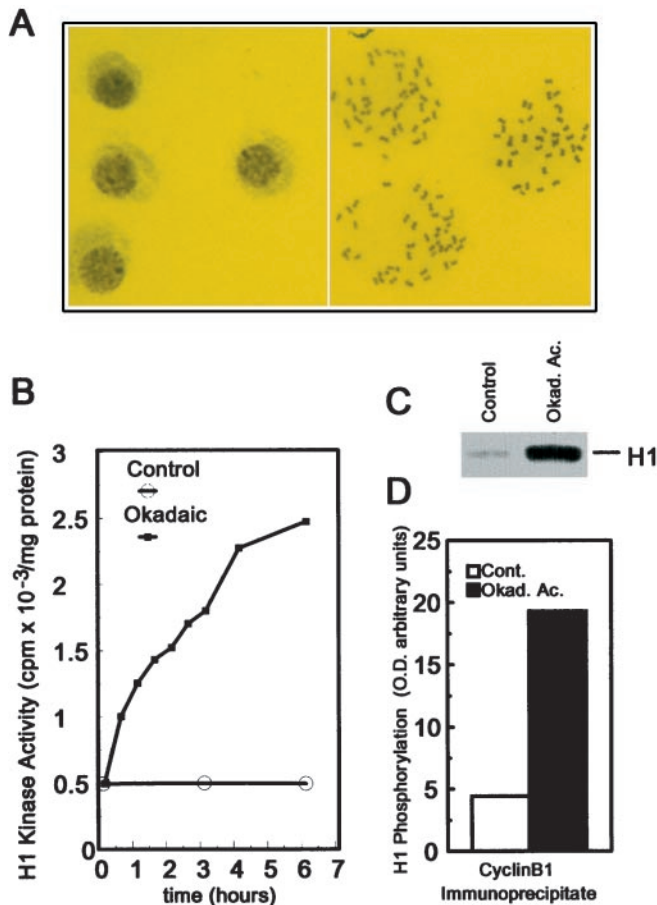 A
B
H1 Kinase Activity (cpm x 10⁻³/mg protein)
3
2.5
2
1.5
1
0.5
0
Control
Okadaic
0 1 2 3 4 5 6 7
time (hours)
C
Control
Okad. Ac.
H1
D
H1 Phosphorylation (O.D. arbitrary units)
25
20
15
10
5
0
Cont.
Okad. Ac.
CyclinB1
Immunoprecipitate